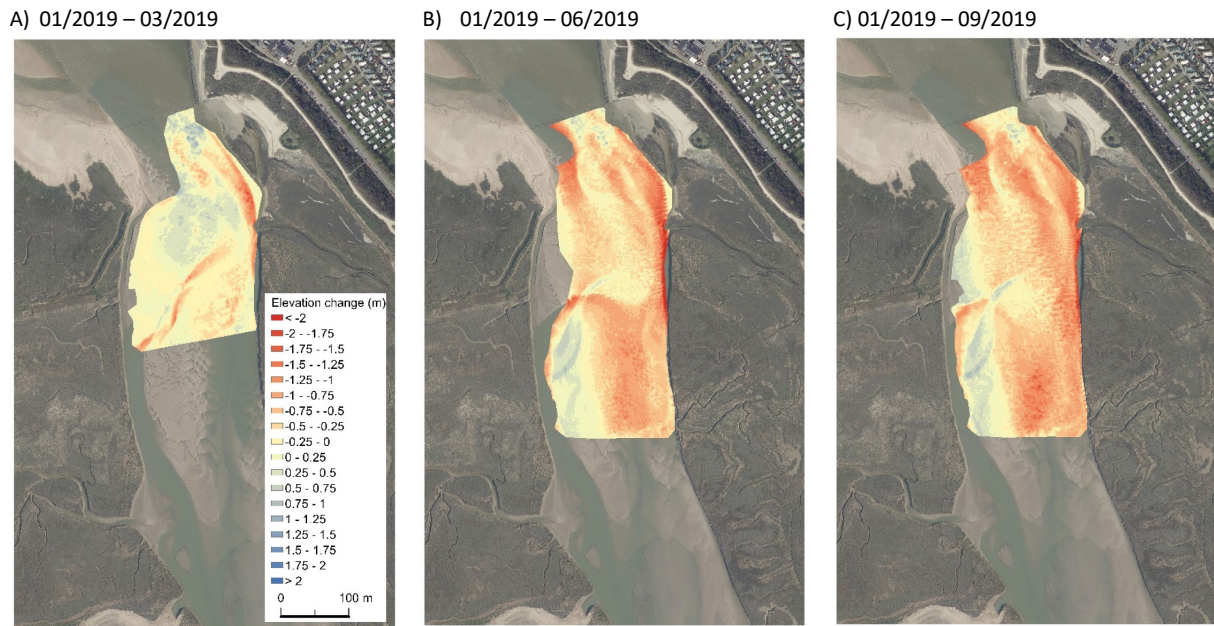 A) 01/2019 – 03/2019
B) 01/2019 – 06/2019
C) 01/2019 – 09/2019
Elevation change (m)
< -2
-2 - -1.75
-1.75 - -1.5
-1.5 - -1.25
-1.25 - -1
-1 - -0.75
-0.75 - -0.5
-0.5 - -0.25
-0.25 - 0
0 - 0.25
0.25 - 0.5
0.5 - 0.75
0.75 - 1
1 - 1.25
1.25 - 1.5
1.5 - 1.75
1.75 - 2
> 2
0 100 m